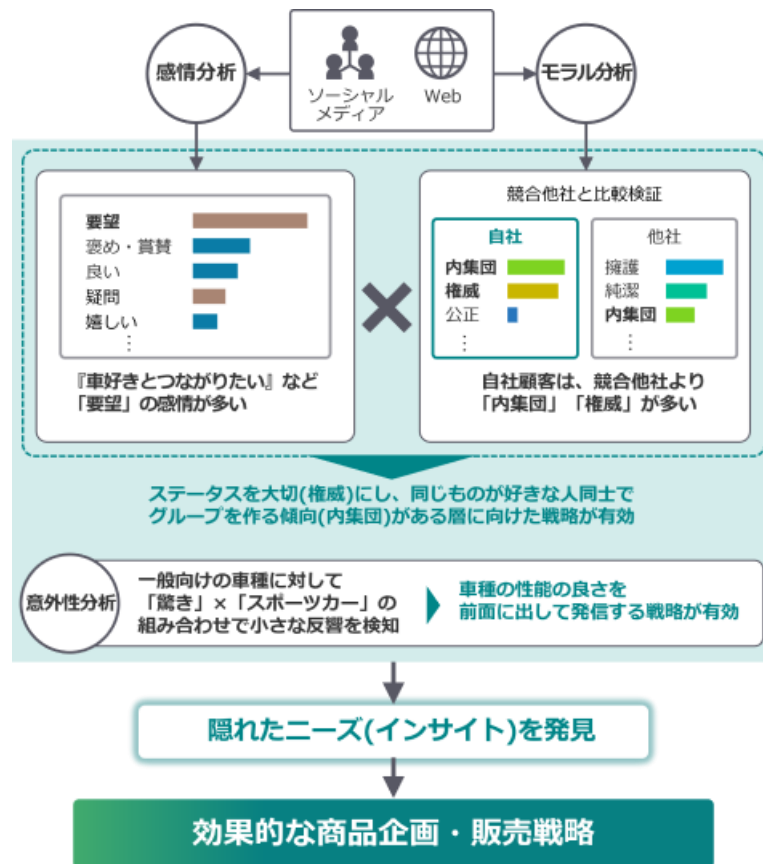 感情分析
ソーシャル
メディア
Web
モラル分析
要望
褒め・賞賛
良い
疑問
嬉しい
⋮
『車好きとつながりたい』など
「要望」の感情が多い
×
競合他社と比較検証
自社
内集団
権威
公正
⋮
他社
擁護
純潔
内集団
⋮
自社顧客は、競合他社より
「内集団」「権威」が多い
ステータスを大切(権威)にし、同じものが好きな人同士で
グループを作る傾向(内集団)がある層に向けた戦略が有効
意外性分析
一般向けの車種に対して
「驚き」×「スポーツカー」の
組み合わせで小さな反響を検知
車種の性能の良さを
前面に出して発信する戦略が有効
隠れたニーズ(インサイト)を発見
効果的な商品企画・販売戦略